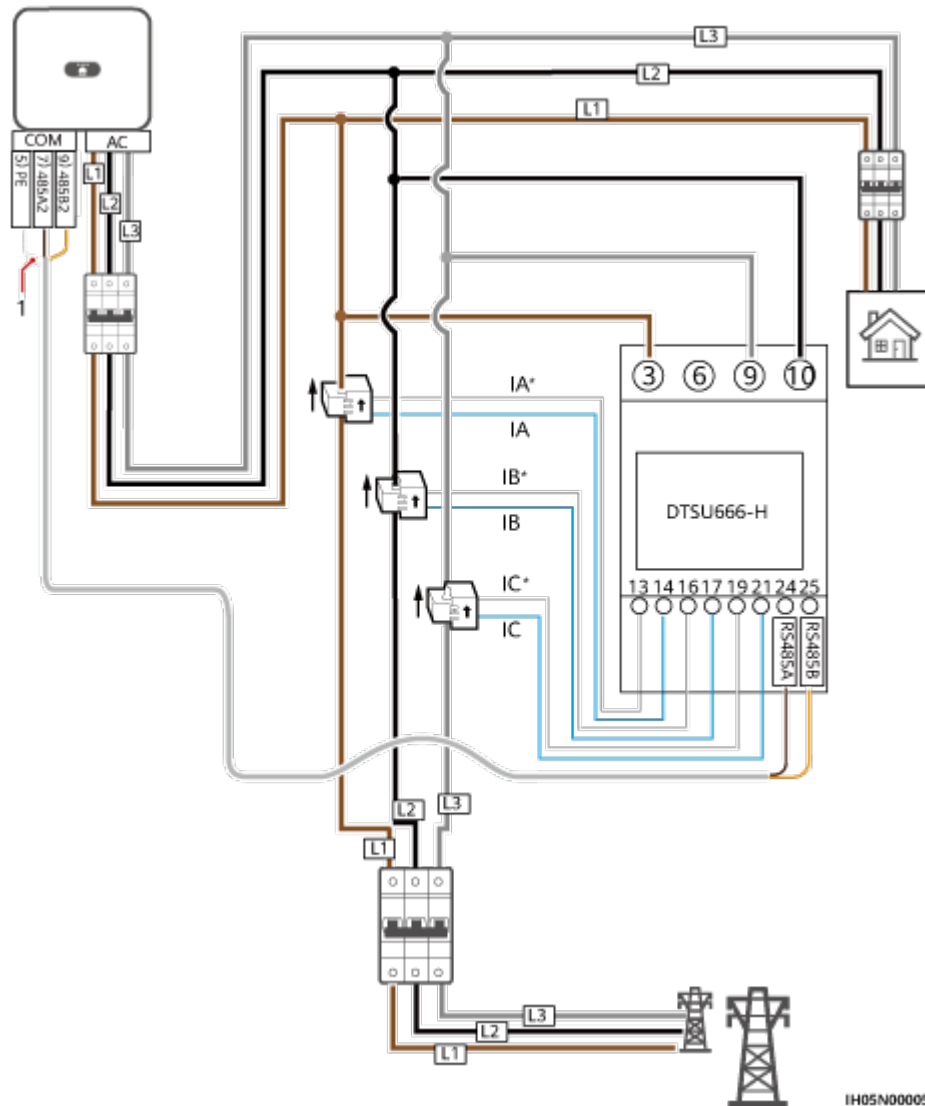 L3
L2
L1
COM
AC
5) PE
7) 485A2
9) 485B2
L1
L2
L3
1
3
6
9
10
IA*
IA
IB*
IB
IC*
IC
DTSU666-H
13 14 16 17 19 21 24 25
RS485A
RS485B
L3
L2
L1
L3
L2
L1
IH05N00005